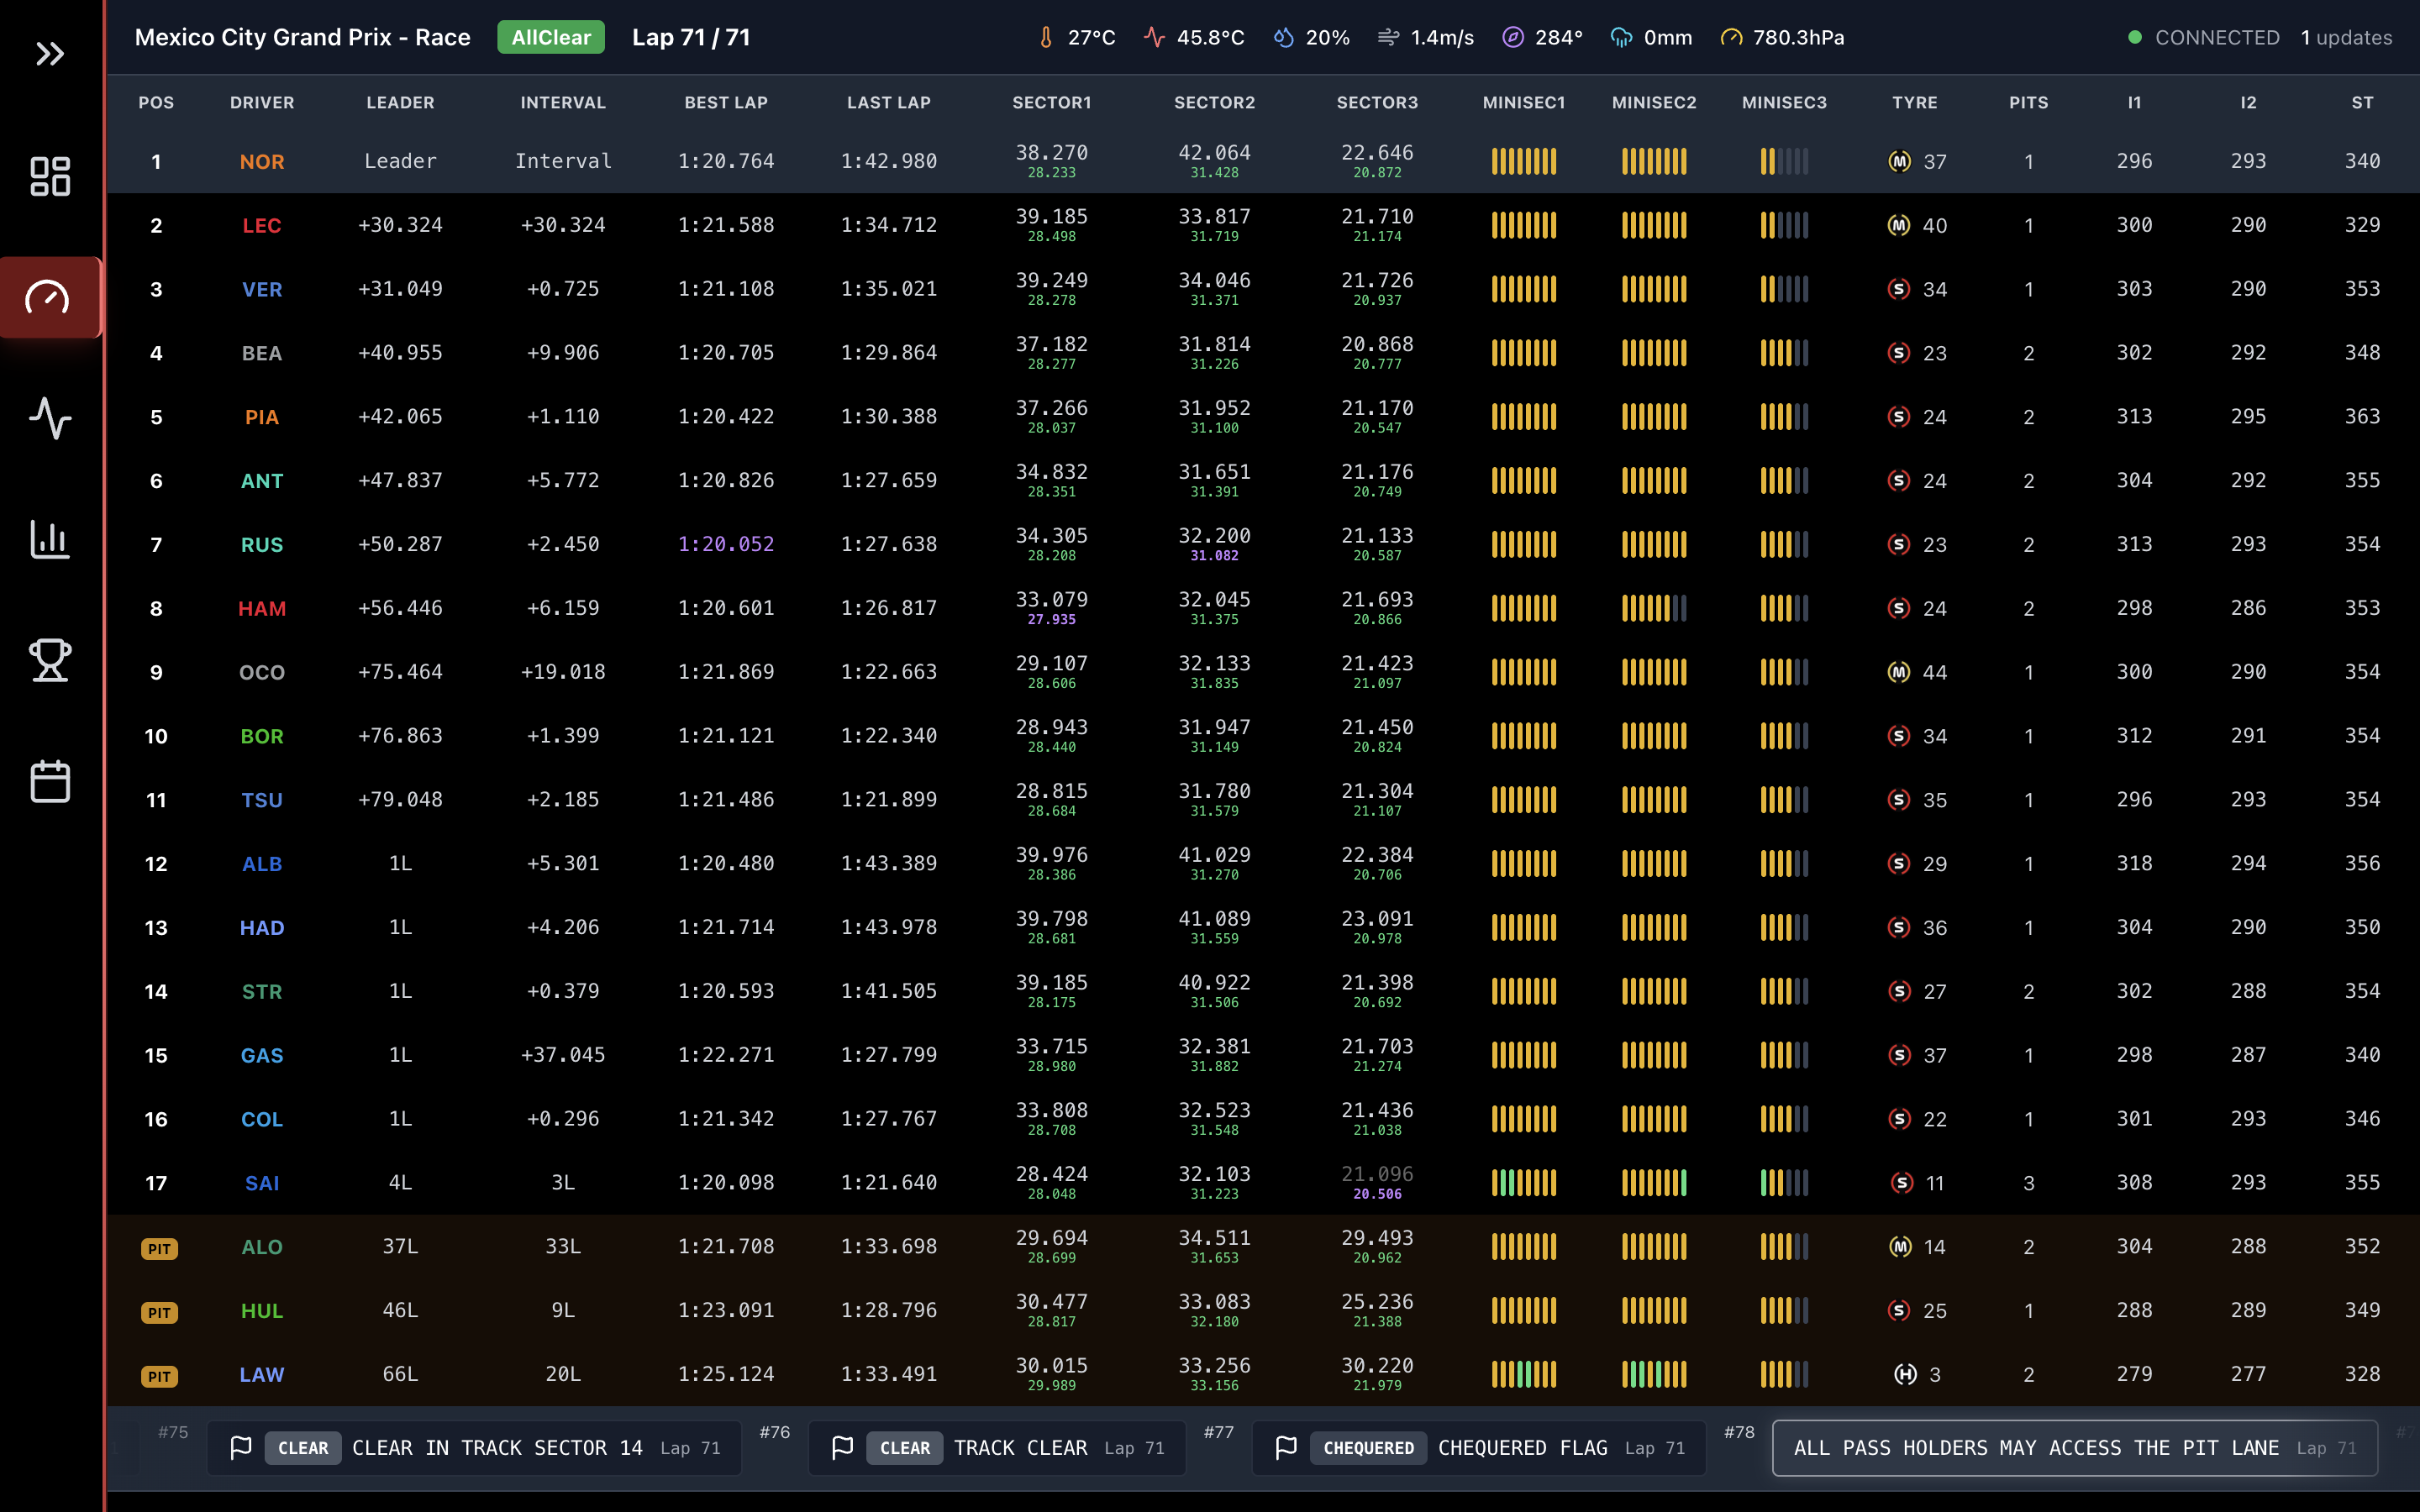 Mexico City Grand Prix - Race AllClear Lap 71 / 71 27°C 45.8°C 20% 1.4m/s 284° 0mm 780.3hPa CONNECTED 1 updates
POS DRIVER LEADER INTERVAL BEST LAP LAST LAP SECTOR1 SECTOR2 SECTOR3 MINISEC1 MINISEC2 MINISEC3 TYRE PITS I1 I2 ST
1 NOR Leader Interval 1:20.764 1:42.980 38.270 42.064 22.646 M 37 1 296 293 340
28.233 31.428 20.872
2 LEC +30.324 +30.324 1:21.588 1:34.712 39.185 33.817 21.710 M 40 1 300 290 329
28.498 31.719 21.174
3 VER +31.049 +0.725 1:21.108 1:35.021 39.249 34.046 21.726 S 34 1 303 290 353
28.278 31.371 20.937
4 BEA +40.955 +9.906 1:20.705 1:29.864 37.182 31.814 20.868 S 23 2 302 292 348
28.277 31.226 20.777
5 PIA +42.065 +1.110 1:20.422 1:30.388 37.266 31.952 21.170 S 24 2 313 295 363
28.037 31.100 20.547
6 ANT +47.837 +5.772 1:20.826 1:27.659 34.832 31.651 21.176 S 24 2 304 292 355
28.351 31.391 20.749
7 RUS +50.287 +2.450 1:20.052 1:27.638 34.305 32.200 21.133 S 23 2 313 293 354
28.208 31.082 20.587
8 HAM +56.446 +6.159 1:20.601 1:26.817 33.079 32.045 21.693 S 24 2 298 286 353
27.935 31.375 20.866
9 OCO +75.464 +19.018 1:21.869 1:22.663 29.107 32.133 21.423 M 44 1 300 290 354
28.606 31.835 21.097
10 BOR +76.863 +1.399 1:21.121 1:22.340 28.943 31.947 21.450 S 34 1 312 291 354
28.440 31.149 20.824
11 TSU +79.048 +2.185 1:21.486 1:21.899 28.815 31.780 21.304 S 35 1 296 293 354
28.684 31.579 21.107
12 ALB 1L +5.301 1:20.480 1:43.389 39.976 41.029 22.384 S 29 1 318 294 356
28.386 31.270 20.706
13 HAD 1L +4.206 1:21.714 1:43.978 39.798 41.089 23.091 S 36 1 304 290 350
28.681 31.559 20.978
14 STR 1L +0.379 1:20.593 1:41.505 39.185 40.922 21.398 S 27 2 302 288 354
28.175 31.506 20.692
15 GAS 1L +37.045 1:22.271 1:27.799 33.715 32.381 21.703 S 37 1 298 287 340
28.980 31.882 21.274
16 COL 1L +0.296 1:21.342 1:27.767 33.808 32.523 21.436 S 22 1 301 293 346
28.708 31.548 21.038
17 SAI 4L 3L 1:20.098 1:21.640 28.424 32.103 21.096 S 11 3 308 293 355
28.048 31.223 20.506
PIT ALO 37L 33L 1:21.708 1:33.698 29.694 34.511 29.493 M 14 2 304 288 352
28.699 31.653 20.962
PIT HUL 46L 9L 1:23.091 1:28.796 30.477 33.083 25.236 S 25 1 288 289 349
28.817 32.180 21.388
PIT LAW 66L 20L 1:25.124 1:33.491 30.015 33.256 30.220 H 3 2 279 277 328
29.989 33.156 21.979
#75 CLEAR CLEAR IN TRACK SECTOR 14 Lap 71 #76 CLEAR TRACK CLEAR Lap 71 #77 CHEQUERED CHEQUERED FLAG Lap 71 #78 ALL PASS HOLDERS MAY ACCESS THE PIT LANE Lap 71